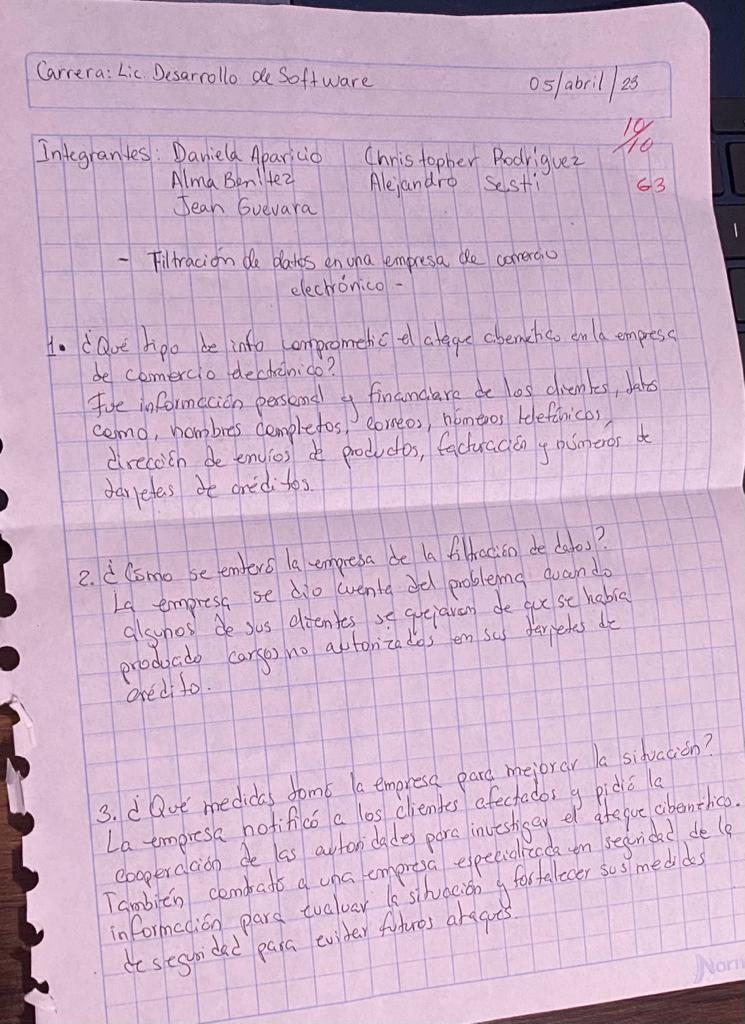 Carrera: Lic. Desarrollo de Software 05/abril/23
10/10
Integrantes: Daniela Aparicio Christopher Rodriguez
Alma Benítez Alejandro Sesti 63
Jean Guevara
- Filtración de datos en una empresa de comercio
electrónico -
1. ¿Qué tipo de info comprometió el ataque cibernético en la empresa
de comercio electrónico?
Fue información personal y financiara de los clientes, datos
como, nombres completos, correos, números telefónicos,
dirección de envios de productos, facturación y números de
tarjetas de créditos.
2. ¿Cómo se enteró la empresa de la filtración de datos?
La empresa se dio cuenta del problema cuando
algunos de sus clientes se quejaron de que se había
producado cargos no autorizados en sus tarjetas de
crédito.
3. ¿Qué medidas tomó la empresa para mejorar la situación?
La empresa notificó a los clientes afectados y pidió la
cooperación de las autoridades para investigar el ataque cibernético.
También contrató a una empresa especializada en seguridad de la
información para evaluar la situación y fortalecer sus medidas
de seguridad para evitar futuros ataques.
Norm